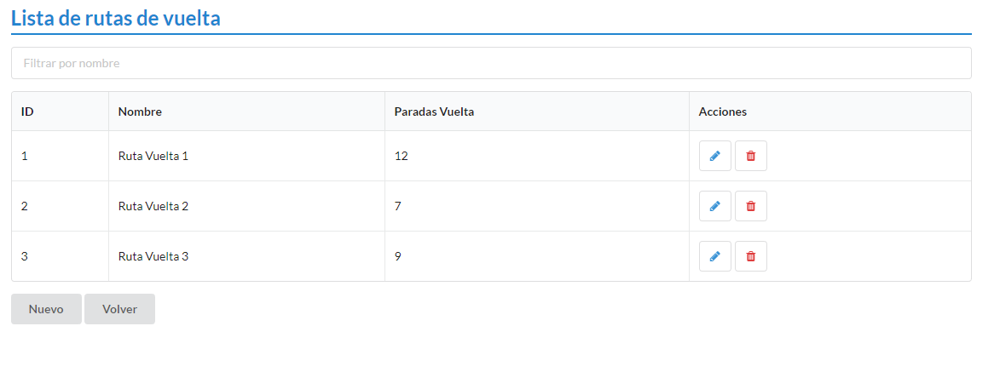 Lista de rutas de vuelta
Filtrar por nombre
ID Nombre Paradas Vuelta Acciones
1 Ruta Vuelta 1 12
2 Ruta Vuelta 2 7
3 Ruta Vuelta 3 9
Nuevo Volver